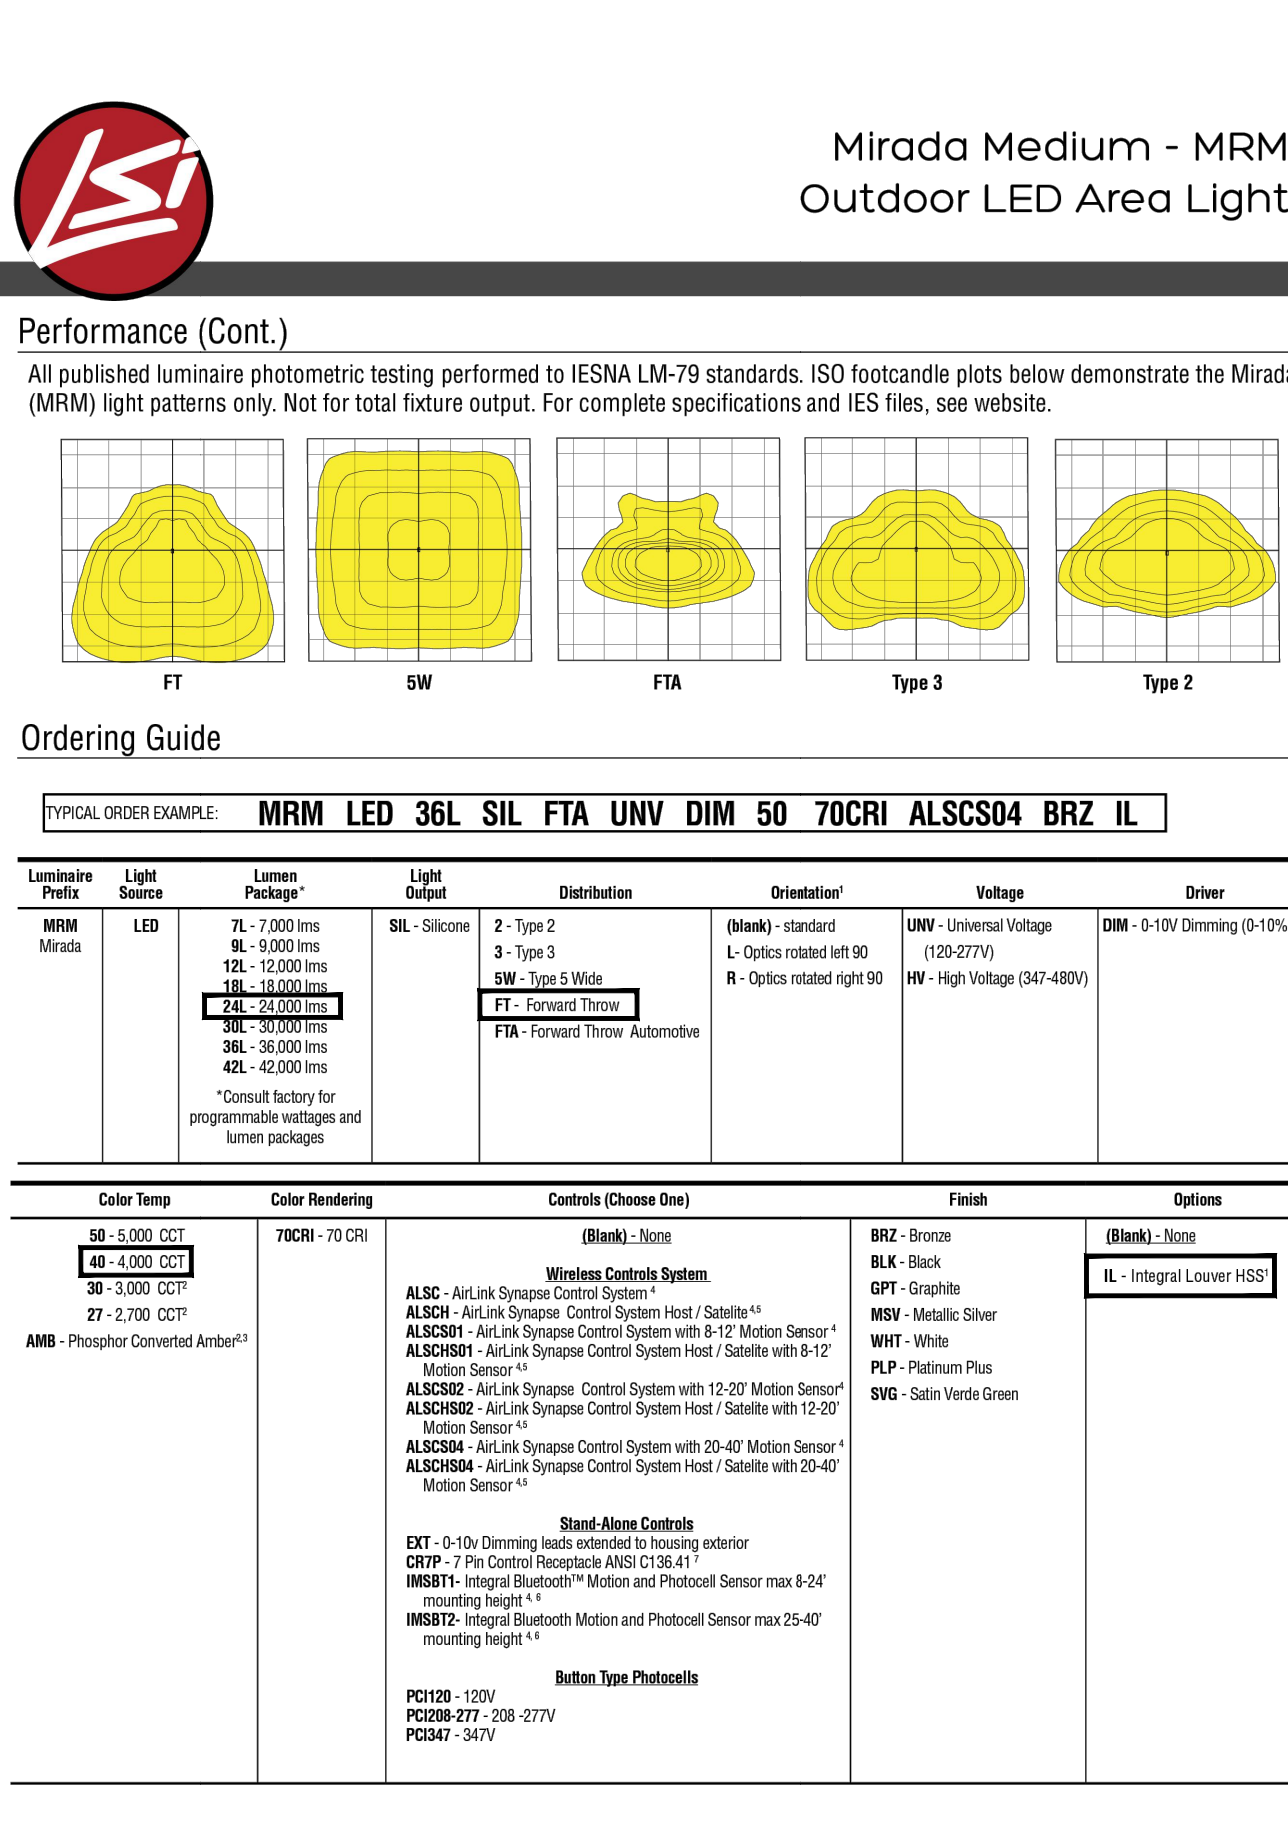 LSi
Mirada Medium - MRM
Outdoor LED Area Light
Performance (Cont.)
All published luminaire photometric testing performed to IESNA LM-79 standards. ISO footcandle plots below demonstrate the Mirada
(MRM) light patterns only. Not for total fixture output. For complete specifications and IES files, see website.
FT 5W FTA Type 3 Type 2
Ordering Guide
TYPICAL ORDER EXAMPLE: MRM LED 36L SIL FTA UNV DIM 50 70CRI ALSCS04 BRZ IL
Luminaire
Prefix
Light
Source
Lumen
Package*
Light
Output
Distribution
Orientation¹
Voltage
Driver
MRM
Mirada
LED
7L - 7,000 lms
9L - 9,000 lms
12L - 12,000 lms
18L - 18,000 lms
24L - 24,000 lms
30L - 30,000 lms
36L - 36,000 lms
42L - 42,000 lms
*Consult factory for
programmable wattages and
lumen packages
SIL - Silicone
2 - Type 2
3 - Type 3
5W - Type 5 Wide
FT - Forward Throw
FTA - Forward Throw Automotive
(blank) - standard
L- Optics rotated left 90
R - Optics rotated right 90
UNV - Universal Voltage
(120-277V)
HV - High Voltage (347-480V)
DIM - 0-10V Dimming (0-10%
Color Temp
Color Rendering
Controls (Choose One)
Finish
Options
50 - 5,000 CCT
40 - 4,000 CCT
30 - 3,000 CCT²
27 - 2,700 CCT²
AMB - Phosphor Converted Amber²,³
70CRI - 70 CRI
(Blank) - None
Wireless Controls System
ALSC - AirLink Synapse Control System ⁴
ALSCH - AirLink Synapse Control System Host / Satelite ⁴,⁵
ALSCS01 - AirLink Synapse Control System with 8-12' Motion Sensor ⁴
ALSCHS01 - AirLink Synapse Control System Host / Satelite with 8-12'
Motion Sensor ⁴,⁵
ALSCS02 - AirLink Synapse Control System with 12-20' Motion Sensor⁴
ALSCHS02 - AirLink Synapse Control System Host / Satelite with 12-20'
Motion Sensor ⁴,⁵
ALSCS04 - AirLink Synapse Control System with 20-40' Motion Sensor ⁴
ALSCHS04 - AirLink Synapse Control System Host / Satelite with 20-40'
Motion Sensor ⁴,⁵
Stand-Alone Controls
EXT - 0-10v Dimming leads extended to housing exterior
CR7P - 7 Pin Control Receptacle ANSI C136.41 ⁷
IMSBT1- Integral Bluetooth™ Motion and Photocell Sensor max 8-24'
mounting height ⁴, ⁶
IMSBT2- Integral Bluetooth Motion and Photocell Sensor max 25-40'
mounting height ⁴, ⁶
Button Type Photocells
PCI120 - 120V
PCI208-277 - 208 -277V
PCI347 - 347V
BRZ - Bronze
BLK - Black
GPT - Graphite
MSV - Metallic Silver
WHT - White
PLP - Platinum Plus
SVG - Satin Verde Green
(Blank) - None
IL - Integral Louver HSS¹